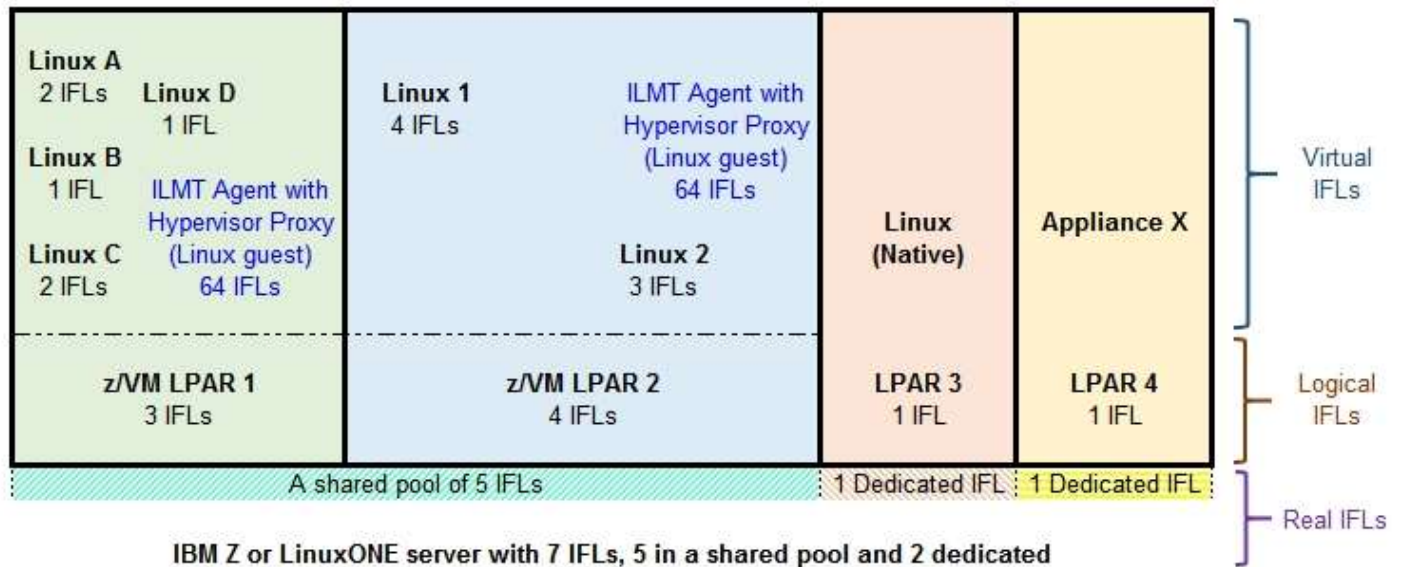 Linux A
2 IFLs
Linux D
1 IFL
Linux B
1 IFL
ILMT Agent with
Hypervisor Proxy
(Linux guest)
64 IFLs
Linux C
2 IFLs
Linux 1
4 IFLs
ILMT Agent with
Hypervisor Proxy
(Linux guest)
64 IFLs
Linux 2
3 IFLs
Linux
(Native)
Appliance X
Virtual
IFLs
z/VM LPAR 1
3 IFLs
z/VM LPAR 2
4 IFLs
LPAR 3
1 IFL
LPAR 4
1 IFL
Logical
IFLs
A shared pool of 5 IFLs
1 Dedicated IFL
1 Dedicated IFL
Real IFLs
IBM Z or LinuxONE server with 7 IFLs, 5 in a shared pool and 2 dedicated